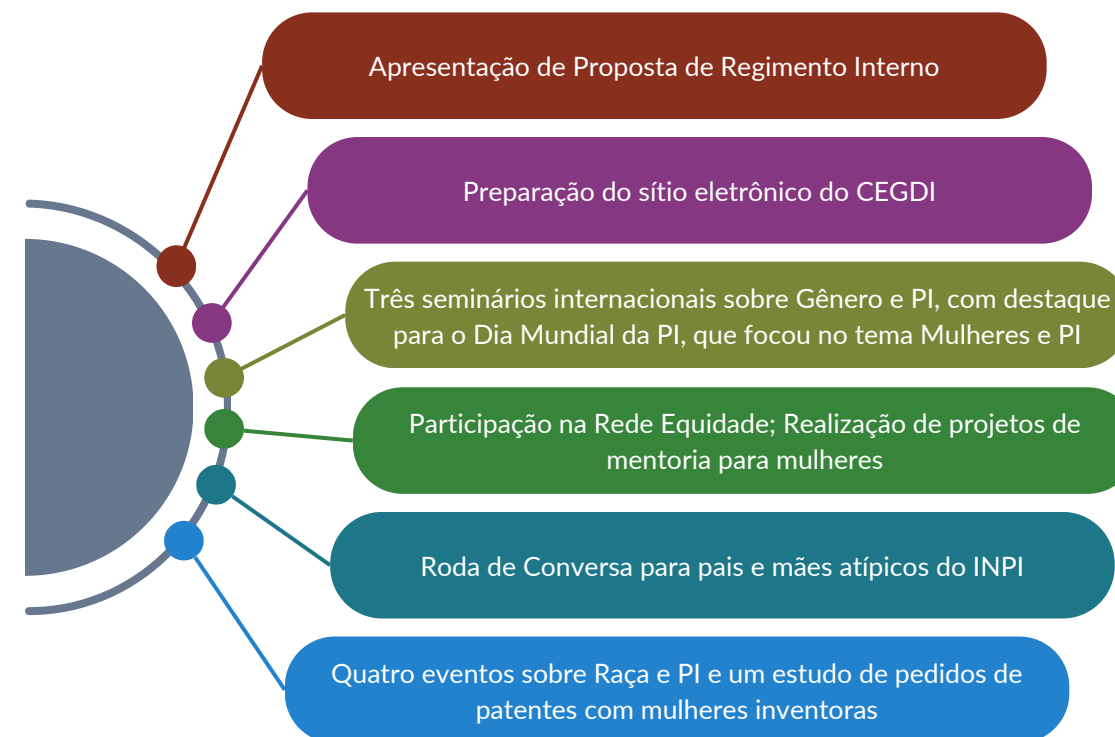 Apresentação de Proposta de Regimento Interno
Preparação do sítio eletrônico do CEGDI
Três seminários internacionais sobre Gênero e PI, com destaque
para o Dia Mundial da PI, que focou no tema Mulheres e PI
Participação na Rede Equidade; Realização de projetos de
mentoria para mulheres
Roda de Conversa para pais e mães atípicos do INPI
Quatro eventos sobre Raça e PI e um estudo de pedidos de
patentes com mulheres inventoras